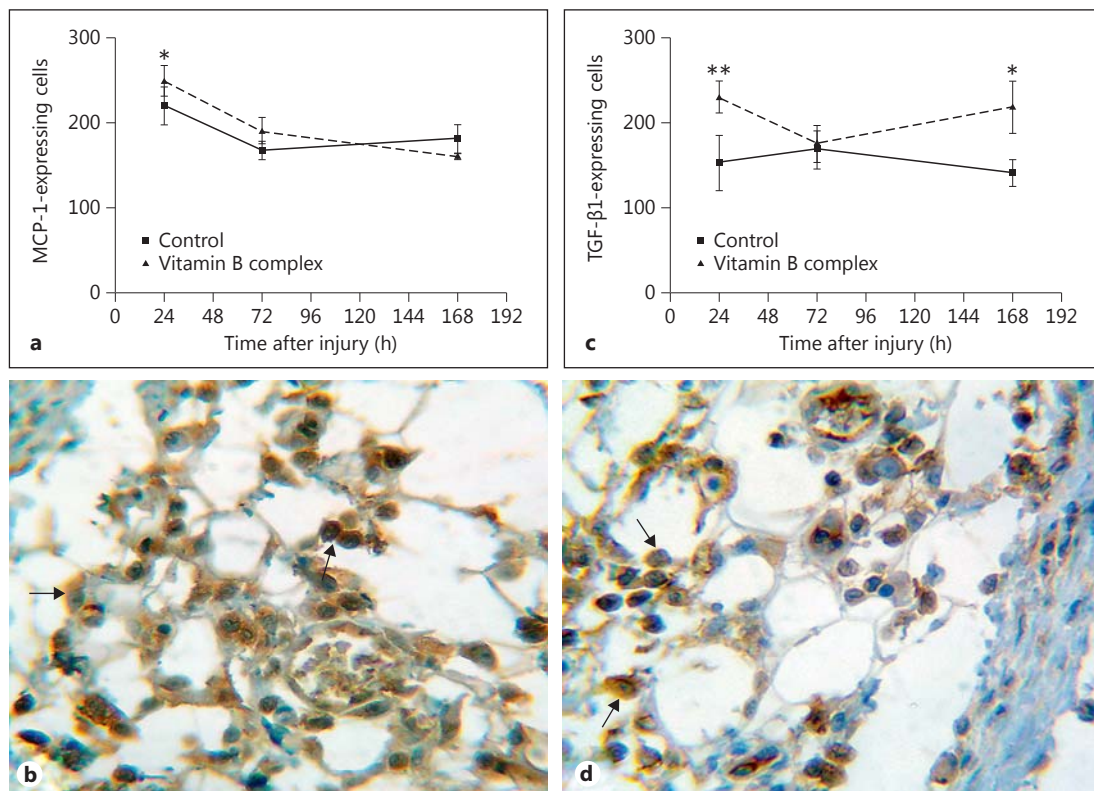 300
200
100
0
MCP-1-expressing cells
*
Control
Vitamin B complex
0 24 48 72 96 120 144 168 192
Time after injury (h)
a
300
200
100
0
TGF-β1-expressing cells
**
*
Control
Vitamin B complex
0 24 48 72 96 120 144 168 192
Time after injury (h)
c
b
d